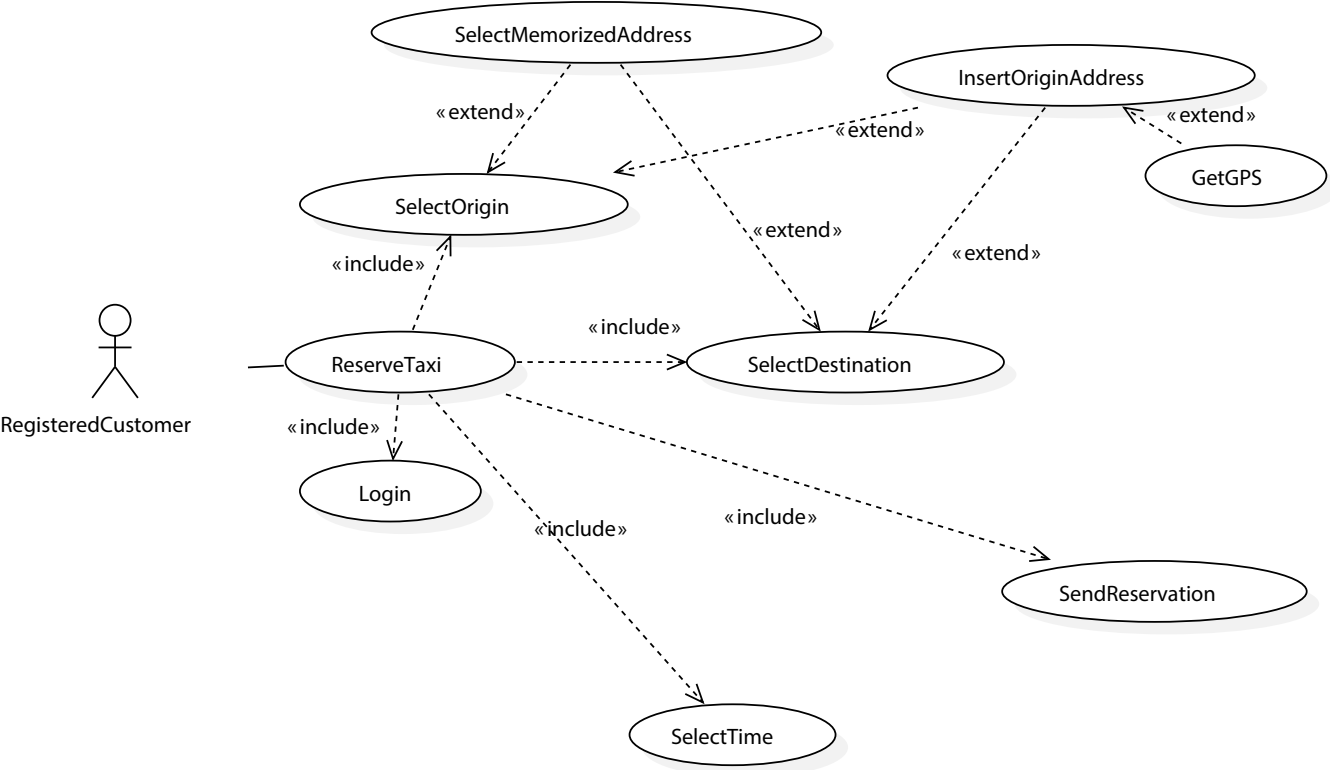 SelectMemorizedAddress
InsertOriginAddress
«extend»
«extend»
«extend»
GetGPS
SelectOrigin
«extend»
«extend»
«include»
«include»
ReserveTaxi
SelectDestination
RegisteredCustomer
«include»
Login
«include»
«include»
SendReservation
SelectTime